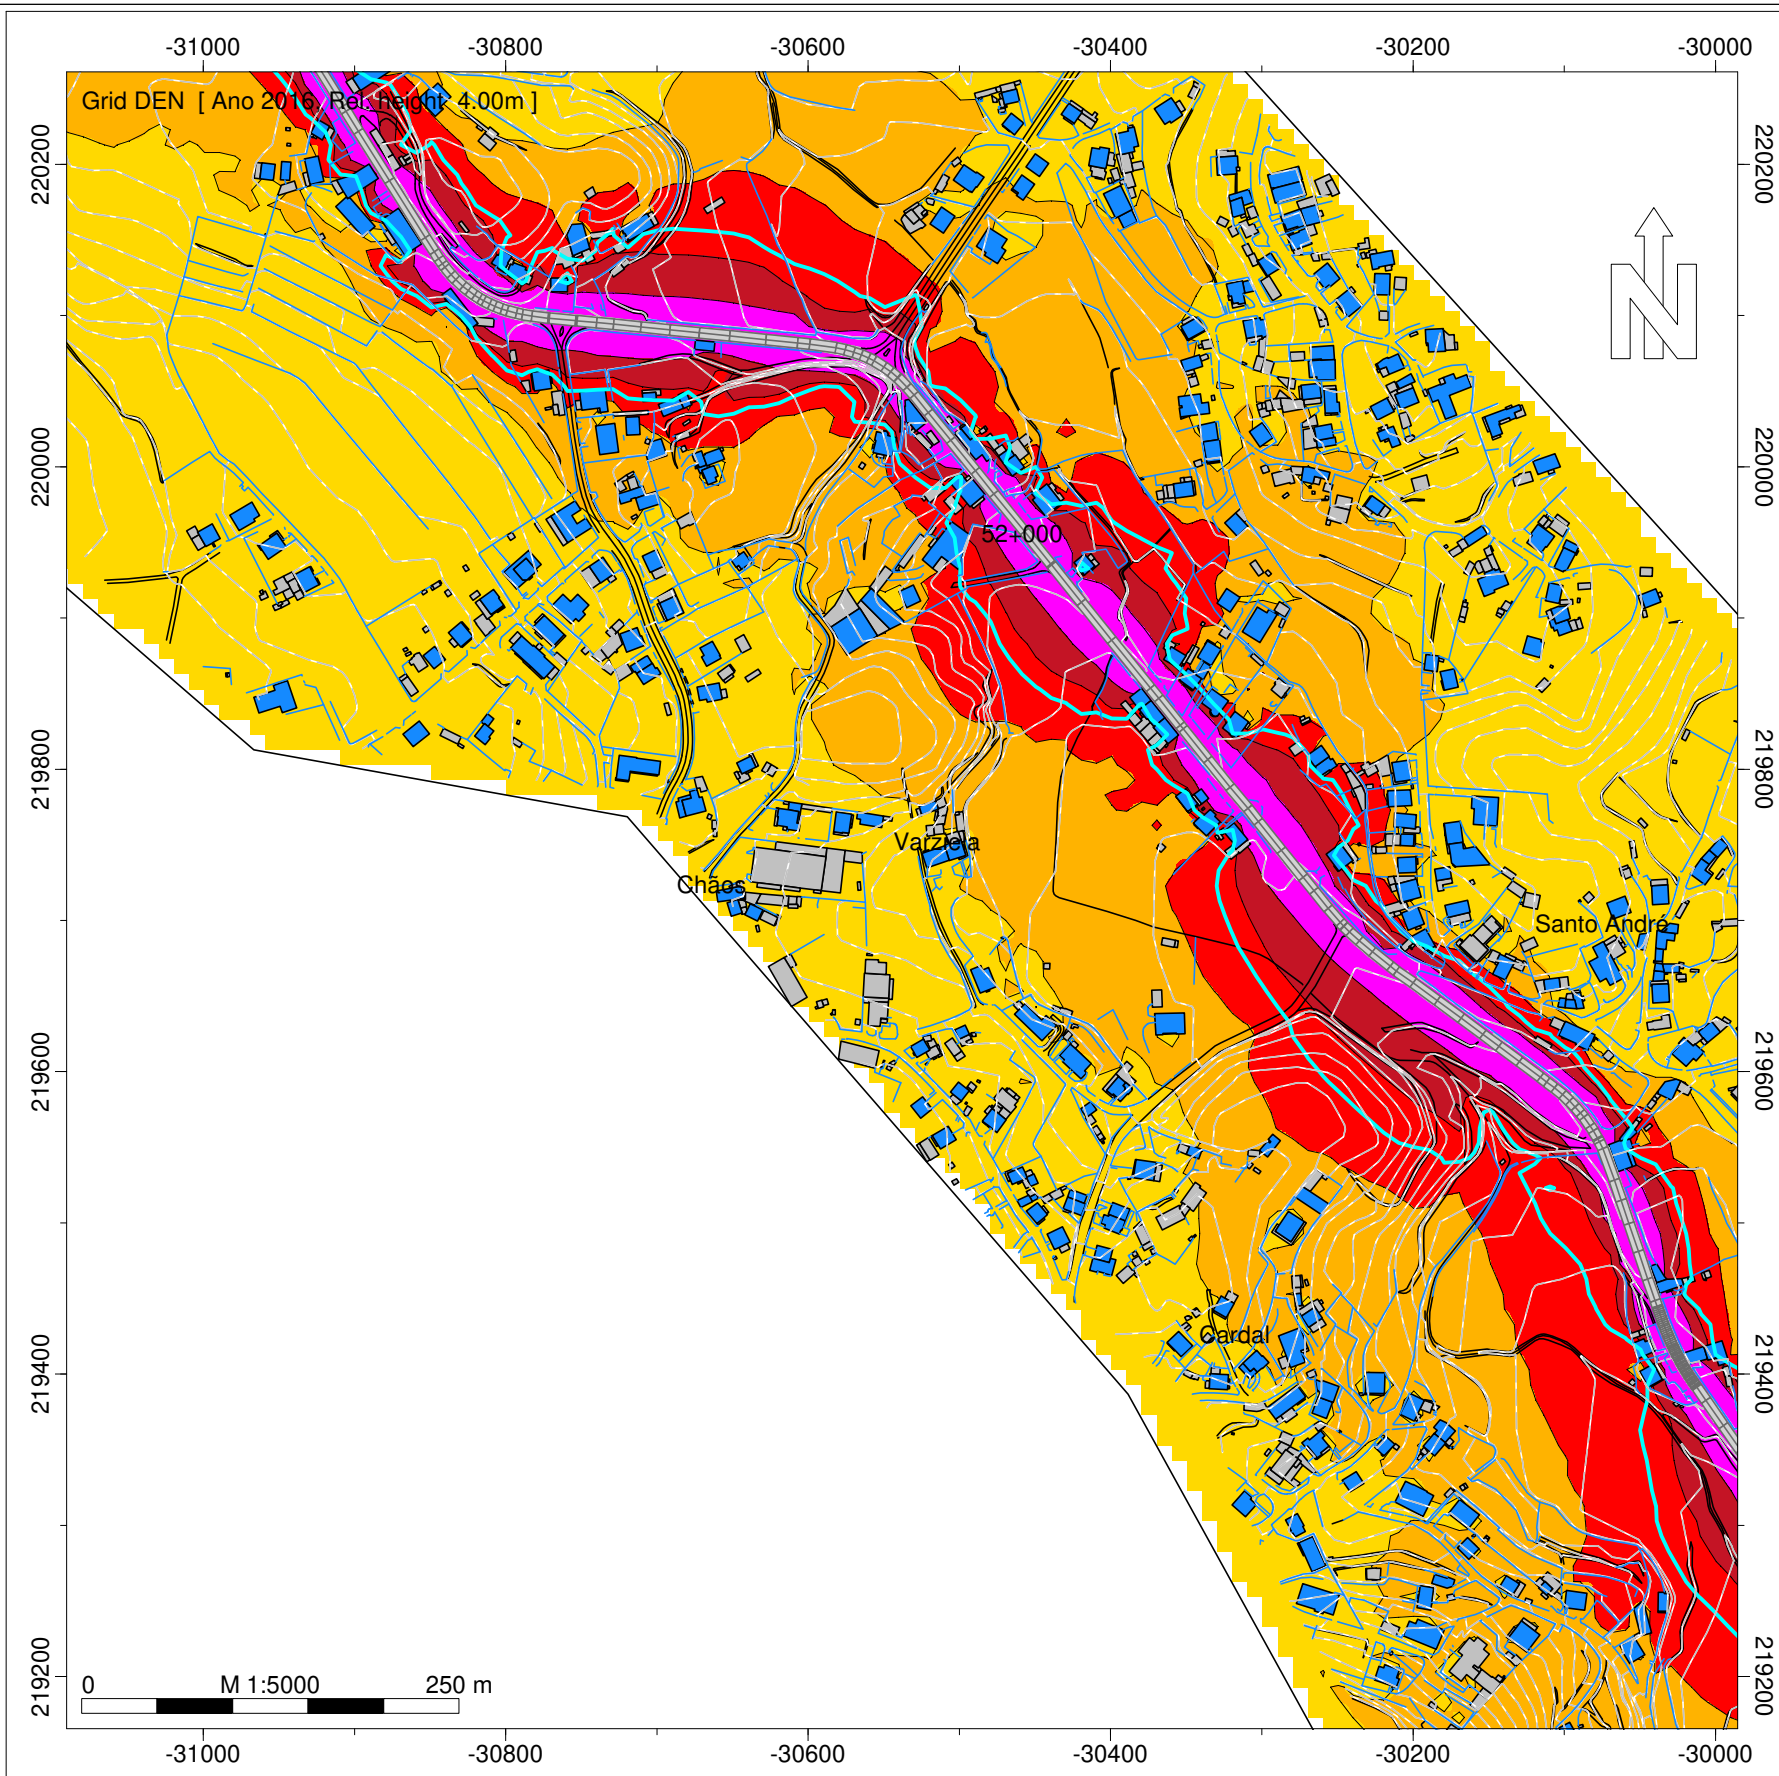 -31000 -30800 -30600 -30400 -30200 -30000
Grid DEN [ Ano 2016, Rel. height 4.00m ]
220200 220200
N
220000 220000
52+000
219800 219800
Varziela
Chãos
Santo André
219600 219600
Cardal
219400 219400
219200 219200
0 M 1:5000 250 m
-31000 -30800 -30600 -30400 -30200 -30000